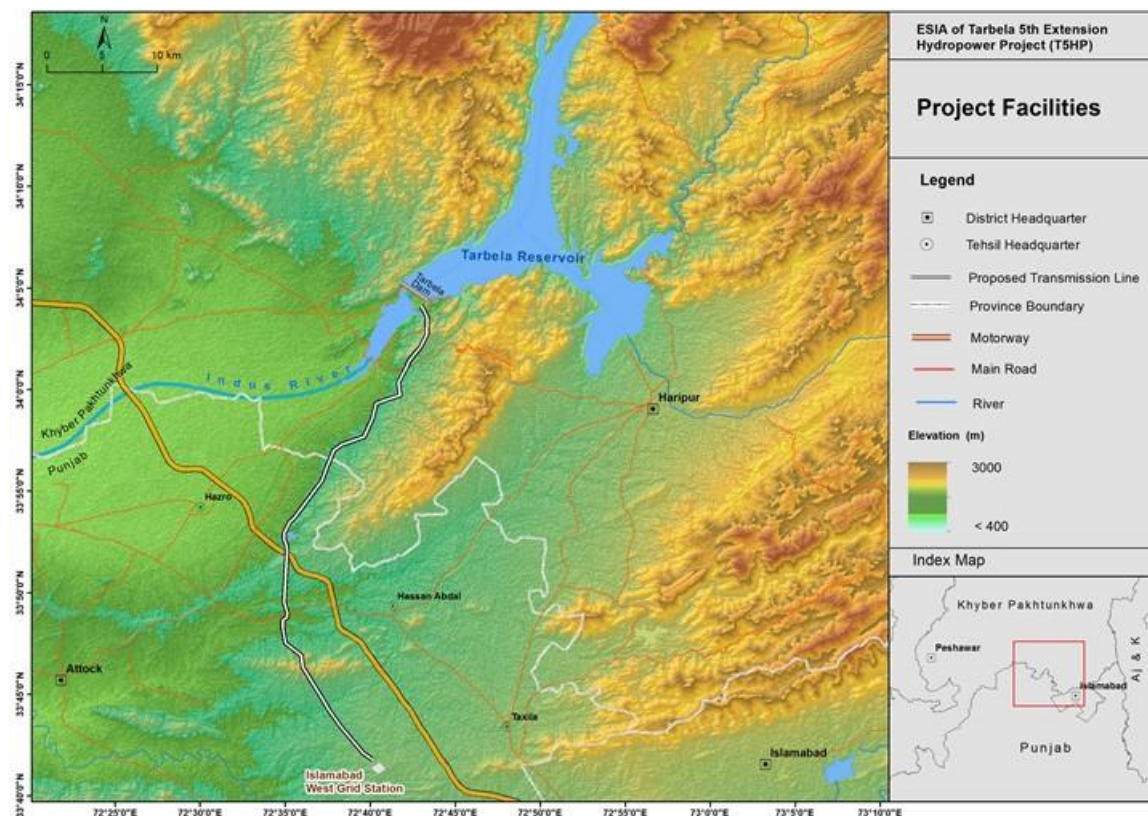 ESIA of Tarbela 5th Extension
Hydropower Project (T5HP)
Project Facilities
Legend
District Headquarter
Tehsil Headquarter
Proposed Transmission Line
Province Boundary
Motorway
Main Road
River
Elevation (m)
3000
< 400
Index Map
Khyber Pakhtunkhwa
Peshawar
Aj & K
Islamabad
Punjab
N
0 5 10 km
34°15'0"N
34°10'0"N
34°5'0"N
34°0'0"N
33°55'0"N
33°50'0"N
33°45'0"N
33°40'0"N
Tarbela Reservoir
Tarbela
Dam
Indus River
Khyber Pakhtunkhwa
Punjab
Haripur
Hazro
Hassan Abdal
Attock
Taxila
Islamabad
West Grid Station
Islamabad
72°25'0"E 72°30'0"E 72°35'0"E 72°40'0"E 72°45'0"E 72°50'0"E 72°55'0"E 73°0'0"E 73°5'0"E 73°10'0"E